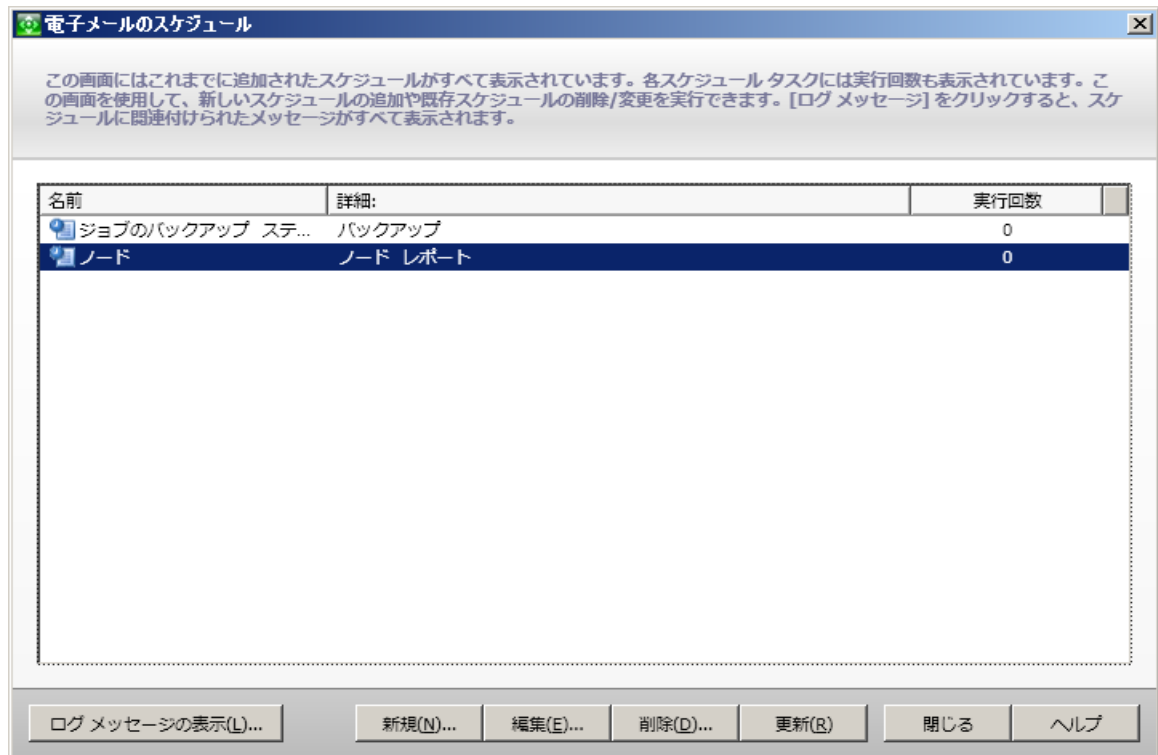 電子メールのスケジュール
この画面にはこれまでに追加されたスケジュールがすべて表示されています。各スケジュール タスクには実行回数も表示されています。こ
の画面を使用して、新しいスケジュールの追加や既存スケジュールの削除/変更を実行できます。[ログ メッセージ] をクリックすると、スケ
ジュールに関連付けられたメッセージがすべて表示されます。
名前 詳細: 実行回数
ジョブのバックアップ ステ... バックアップ 0
ノード ノード レポート 0
ログ メッセージの表示(L)... 新規(N)... 編集(E)... 削除(D)... 更新(R) 閉じる ヘルプ